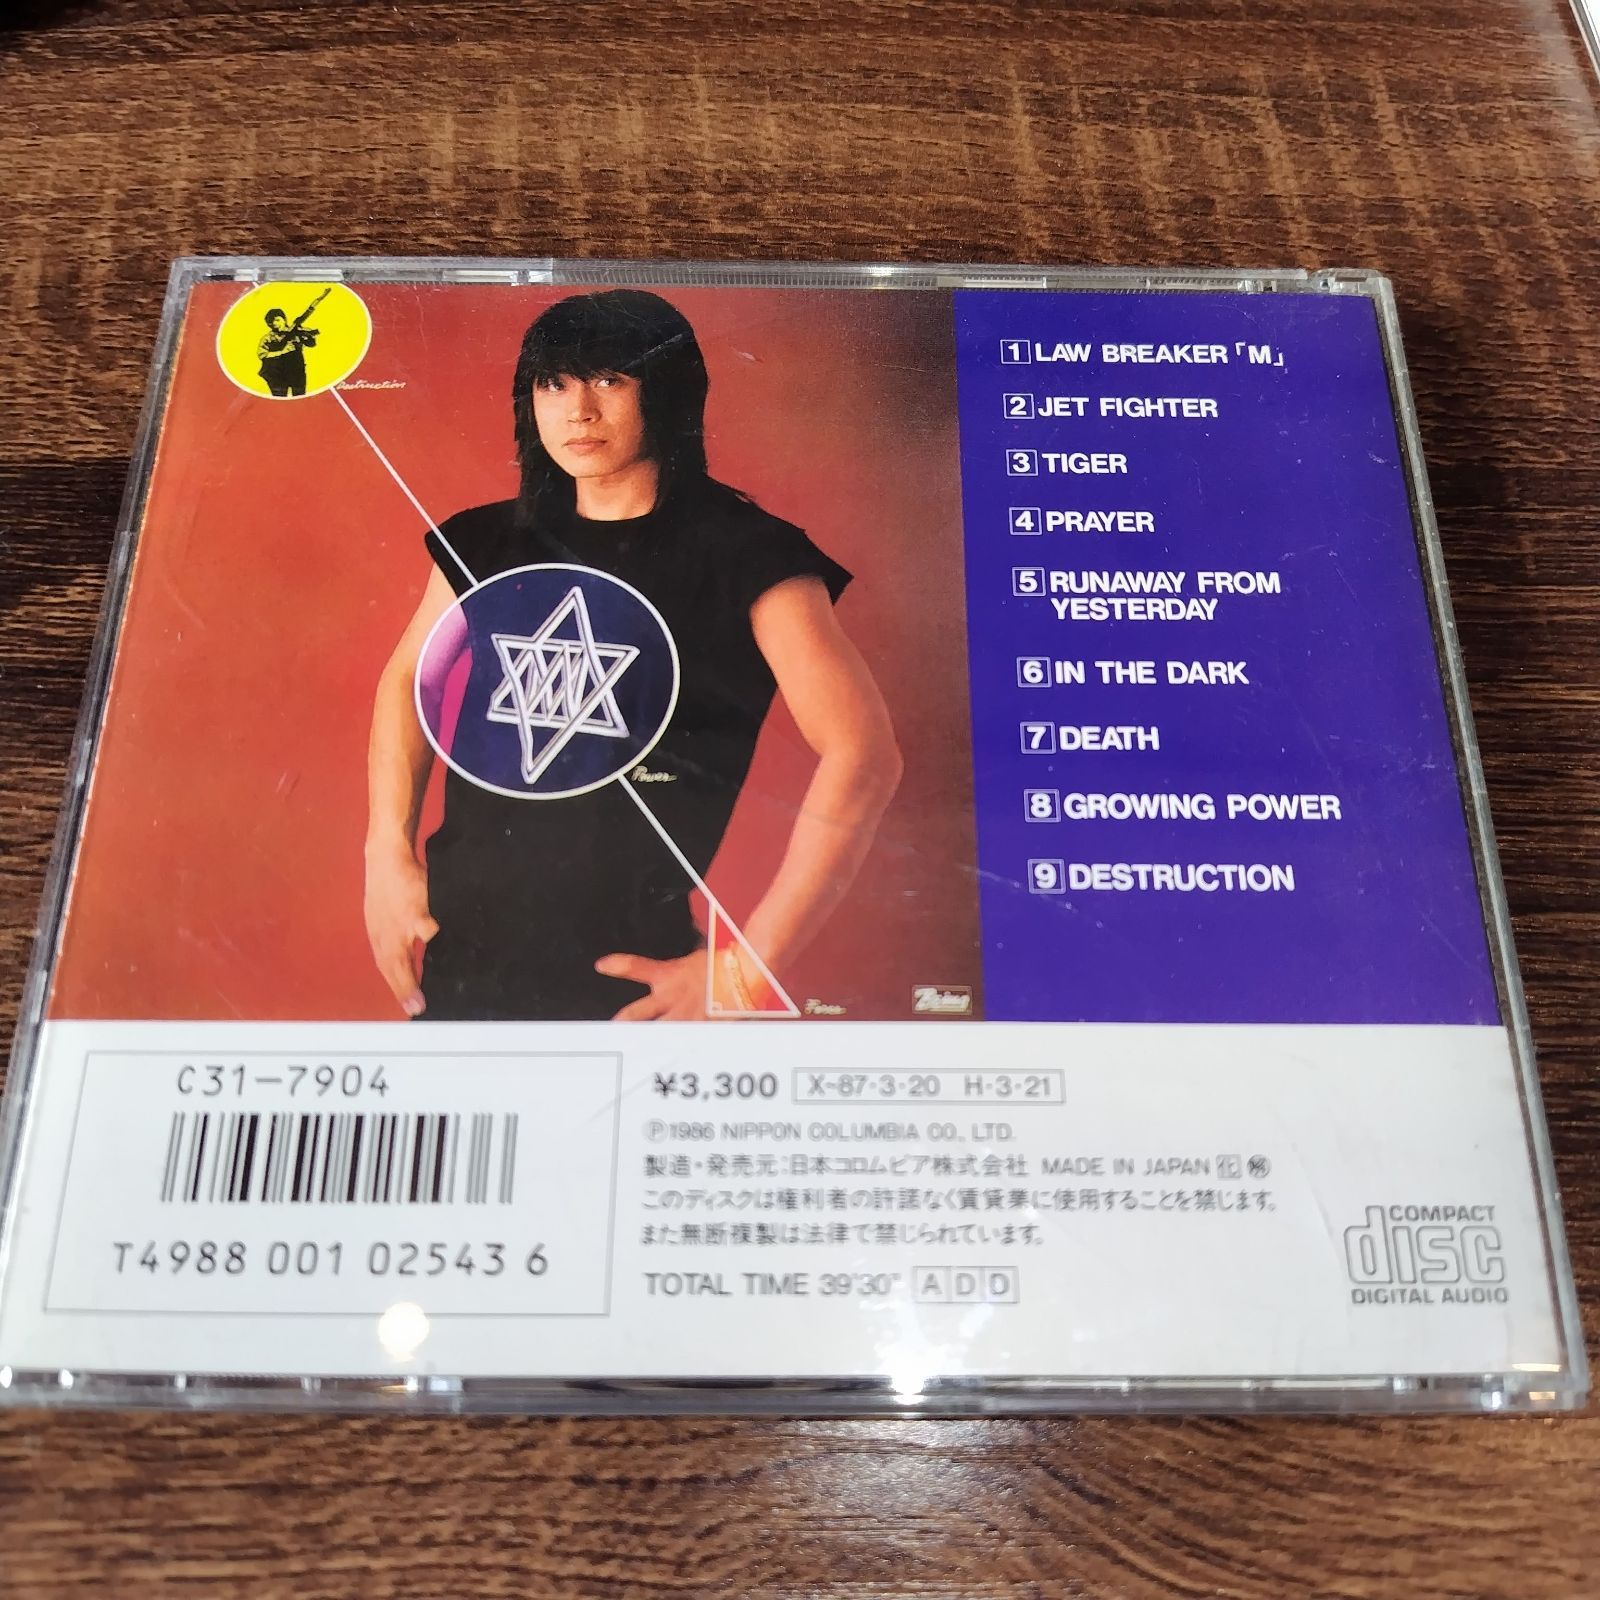 Destruction
Power
Force
Being
1 LAW BREAKER「M」
2 JET FIGHTER
3 TIGER
4 PRAYER
5 RUNAWAY FROM
YESTERDAY
6 IN THE DARK
7 DEATH
8 GROWING POWER
9 DESTRUCTION
C31-7904
T4988 001 02543 6
¥3,300 X-87·3·20 H·3·21
Ⓟ1986 NIPPON COLUMBIA CO., LTD.
製造・発売元:日本コロムビア株式会社 MADE IN JAPAN
このディスクは権利者の許諾なく賃貸業に使用することを禁じます。
また無断複製は法律で禁じられています。
TOTAL TIME 39'30" A D D
COMPACT
disc
DIGITAL AUDIO